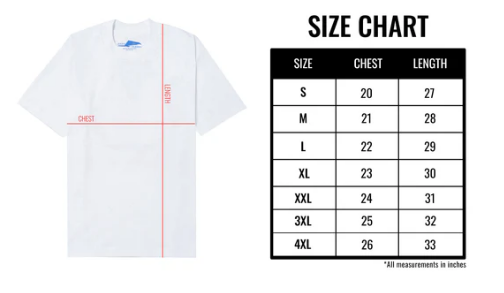 LENGTH
CHEST
SIZE CHART
SIZE CHEST LENGTH
S 20 27
M 21 28
L 22 29
XL 23 30
XXL 24 31
3XL 25 32
4XL 26 33
*All measurements in inches